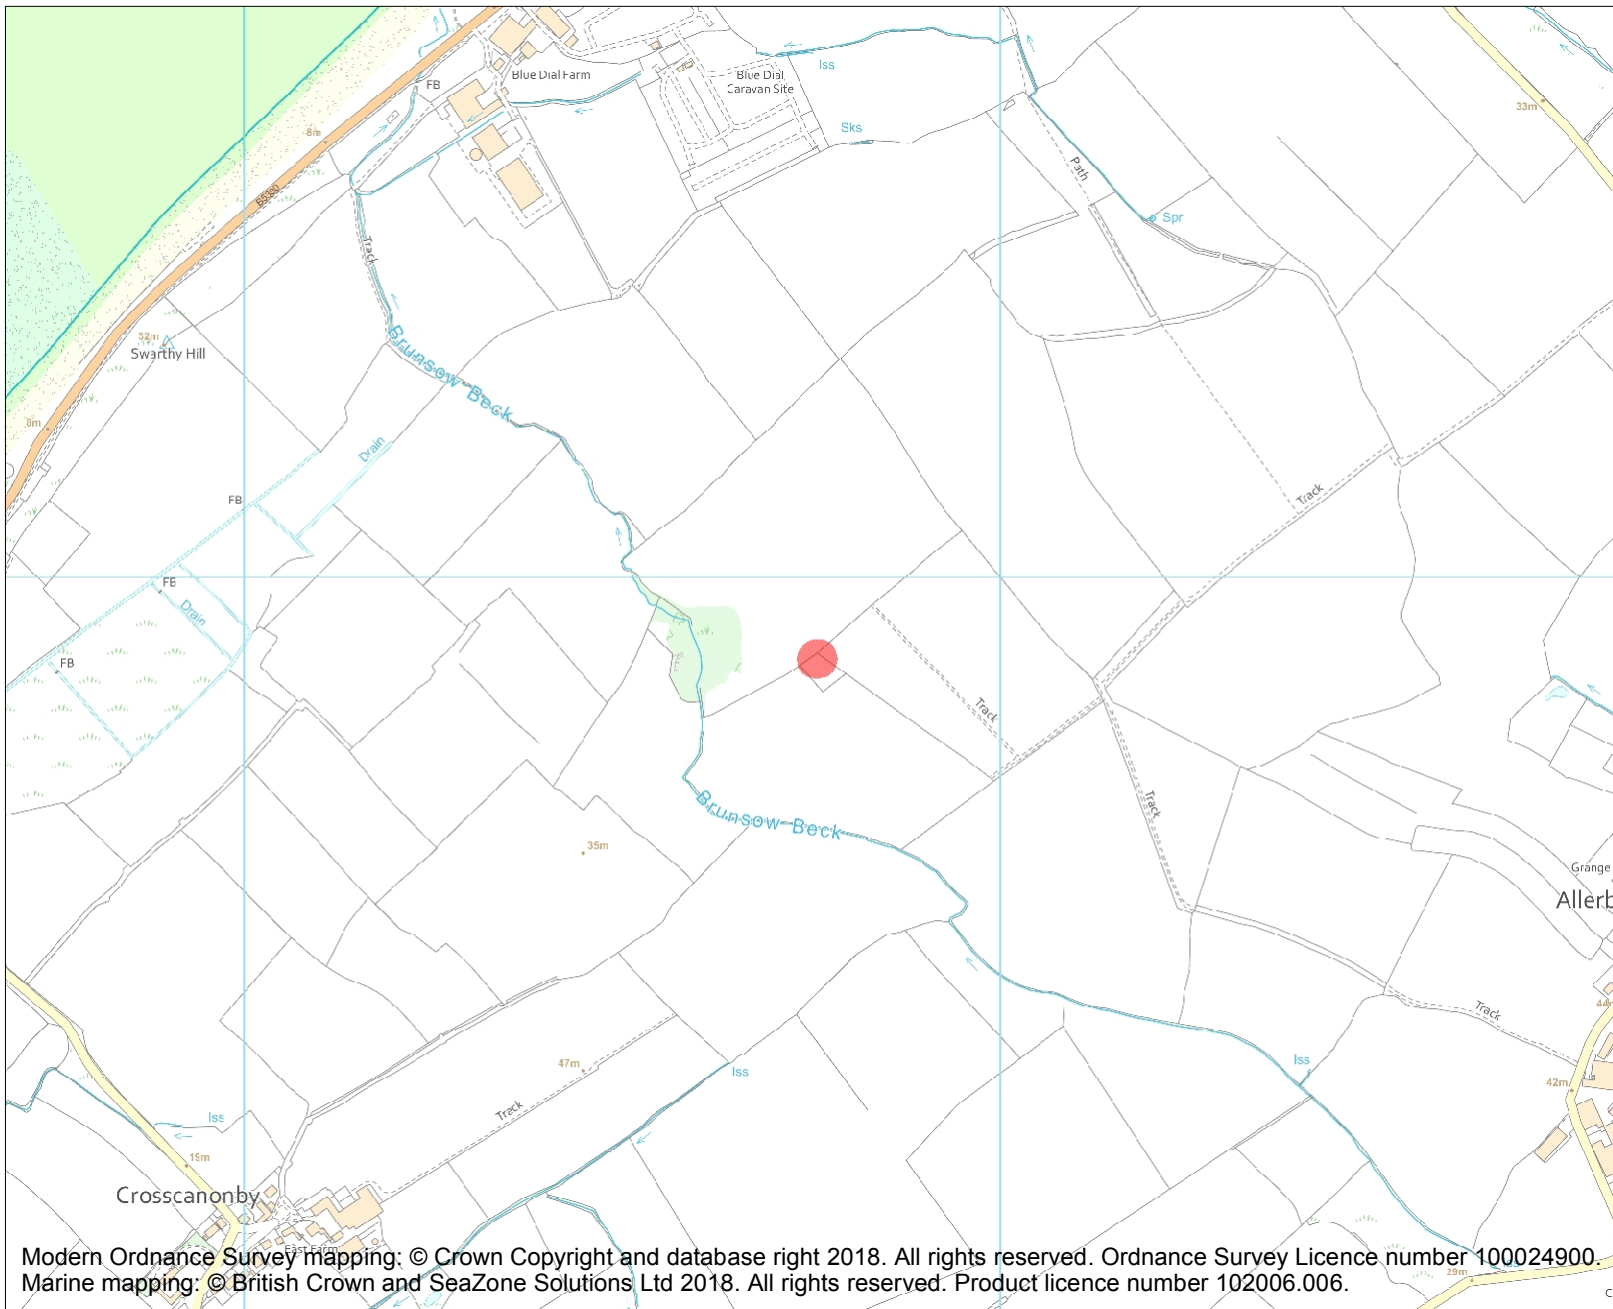 Blue Dial Farm
FB
Blue Dial
Caravan Site
Iss
Sks
33m
8m
B5300
Path
Spr
Track
32m
Swarthy Hill
Brunsow Beck
8m
Drain
FB
Track
FB
Drain
FB
Track
Track
Brunsow Beck
35m
Grange
Allerb
Track
44m
47m
Iss
Iss
42m
Track
Iss
19m
Crosscanonby
East Farm
29m
Modern Ordnance Survey mapping: © Crown Copyright and database right 2018. All rights reserved. Ordnance Survey Licence number 100024900.
Marine mapping: © British Crown and SeaZone Solutions Ltd 2018. All rights reserved. Product licence number 102006.006.